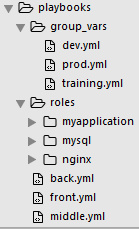 playbooks
group_vars
dev.yml
prod.yml
training.yml
roles
myapplication
mysql
nginx
back.yml
front.yml
middle.yml